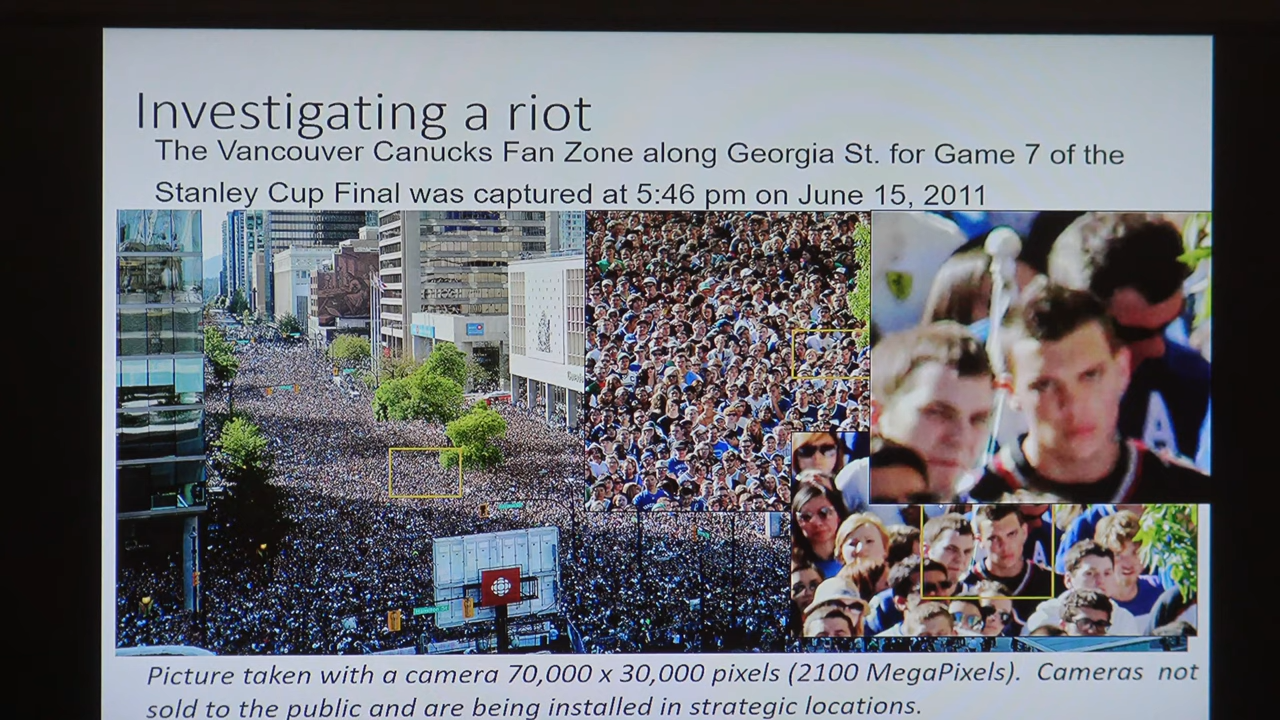 Investigating a riot
The Vancouver Canucks Fan Zone along Georgia St. for Game 7 of the
Stanley Cup Final was captured at 5:46 pm on June 15, 2011
A
A
Picture taken with a camera 70,000 x 30,000 pixels (2100 MegaPixels). Cameras not
sold to the public and are being installed in strategic locations.